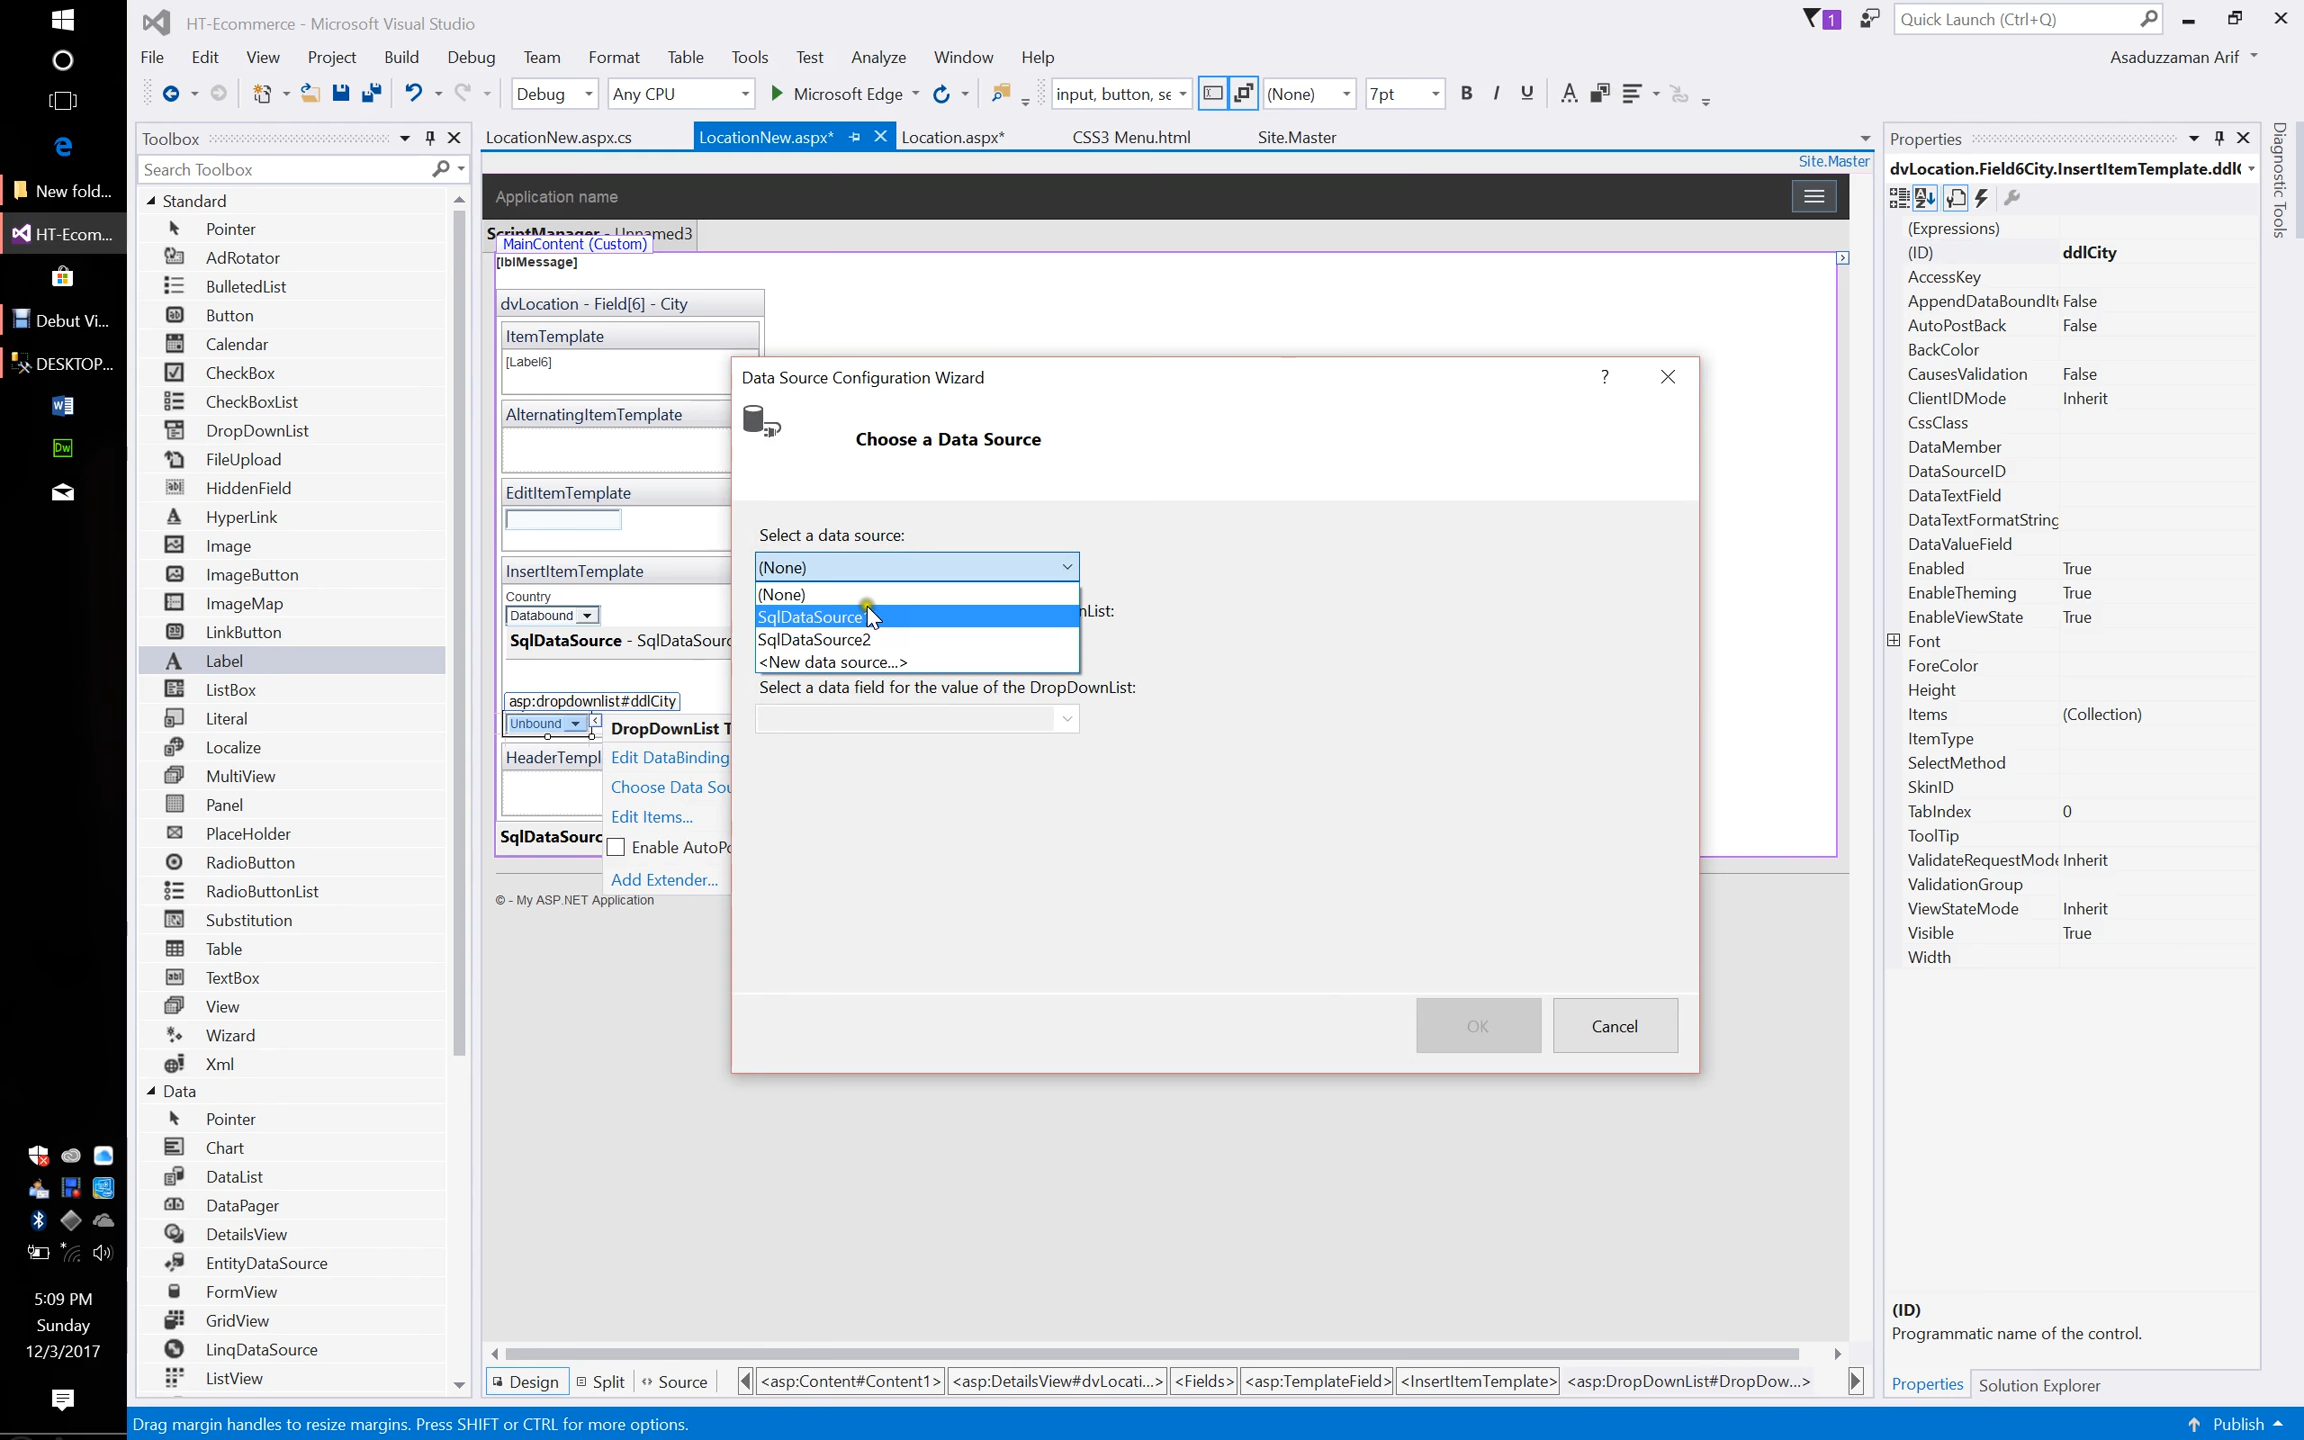 HT-Ecommerce - Microsoft Visual Studio
1
Quick Launch (Ctrl+Q)
File Edit View Project Build Debug Team Format Table Tools Test Analyze Window Help
Asaduzzaman Arif
Debug
Any CPU
Microsoft Edge
input, button, se
(None)
7pt
B I U
New fold...
HT-Ecom...
Debut Vi...
DESKTOP...
Dw
5:09 PM
Sunday
12/3/2017
Toolbox
Search Toolbox
Standard
Pointer
AdRotator
BulletedList
Button
Calendar
CheckBox
CheckBoxList
DropDownList
FileUpload
HiddenField
HyperLink
Image
ImageButton
ImageMap
LinkButton
Label
ListBox
Literal
Localize
MultiView
Panel
PlaceHolder
RadioButton
RadioButtonList
Substitution
Table
TextBox
View
Wizard
Xml
Data
Pointer
Chart
DataList
DataPager
DetailsView
EntityDataSource
FormView
GridView
LinqDataSource
ListView
LocationNew.aspx.cs
LocationNew.aspx*
Location.aspx*
CSS3 Menu.html
Site.Master
Site.Master
Application name
ScriptManager - Unnamed3
MainContent (Custom)
[lblMessage]
dvLocation - Field[6] - City
ItemTemplate
[Label6]
AlternatingItemTemplate
EditItemTemplate
InsertItemTemplate
Country
Databound
SqlDataSource - SqlDataSourc
asp:dropdownlist#ddlCity
Unbound
DropDownList T
Edit DataBinding
HeaderTempl
Choose Data Sou
Edit Items...
SqlDataSourc
Enable AutoPo
Add Extender...
© - My ASP.NET Application
Data Source Configuration Wizard
?
Choose a Data Source
Select a data source:
(None)
(None)
SqlDataSource
nList:
SqlDataSource2
<New data source...>
Select a data field for the value of the DropDownList:
OK
Cancel
Design
Split
Source
<asp:Content#Content1>
<asp:DetailsView#dvLocati...>
<Fields>
<asp:TemplateField>
<InsertItemTemplate>
<asp:DropDownList#DropDow...>
Properties
dvLocation.Field6City.InsertItemTemplate.ddl(
(Expressions)
(ID) ddlCity
AccessKey
AppendDataBoundIte False
AutoPostBack False
BackColor
CausesValidation False
ClientIDMode Inherit
CssClass
DataMember
DataSourceID
DataTextField
DataTextFormatString
DataValueField
Enabled True
EnableTheming True
EnableViewState True
Font
ForeColor
Height
Items (Collection)
ItemType
SelectMethod
SkinID
TabIndex 0
ToolTip
ValidateRequestMode Inherit
ValidationGroup
ViewStateMode Inherit
Visible True
Width
(ID)
Programmatic name of the control.
Properties
Solution Explorer
Diagnostic Tools
Drag margin handles to resize margins. Press SHIFT or CTRL for more options.
Publish